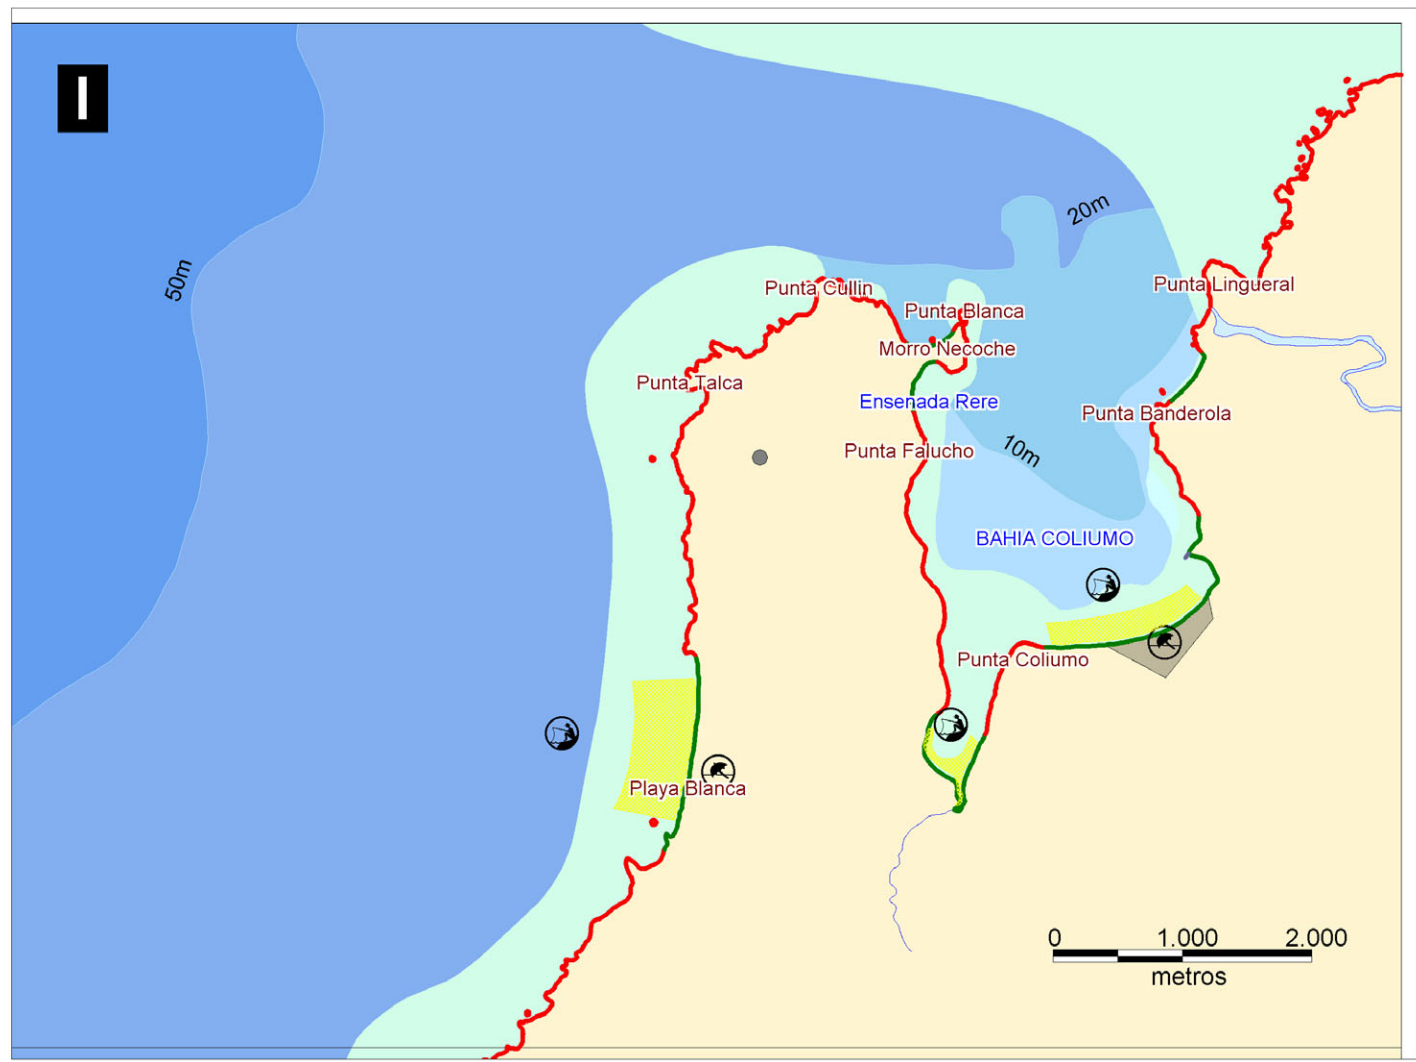 I
20m
50m
Punta Lingueral
Punta Cullin
Punta Blanca
Morro Necoche
Punta Talca
Ensenada Rere
Punta Banderola
Punta Falucho
10m
BAHIA COLIUMO
Punta Coliumo
Playa Blanca
0 1.000 2.000
metros